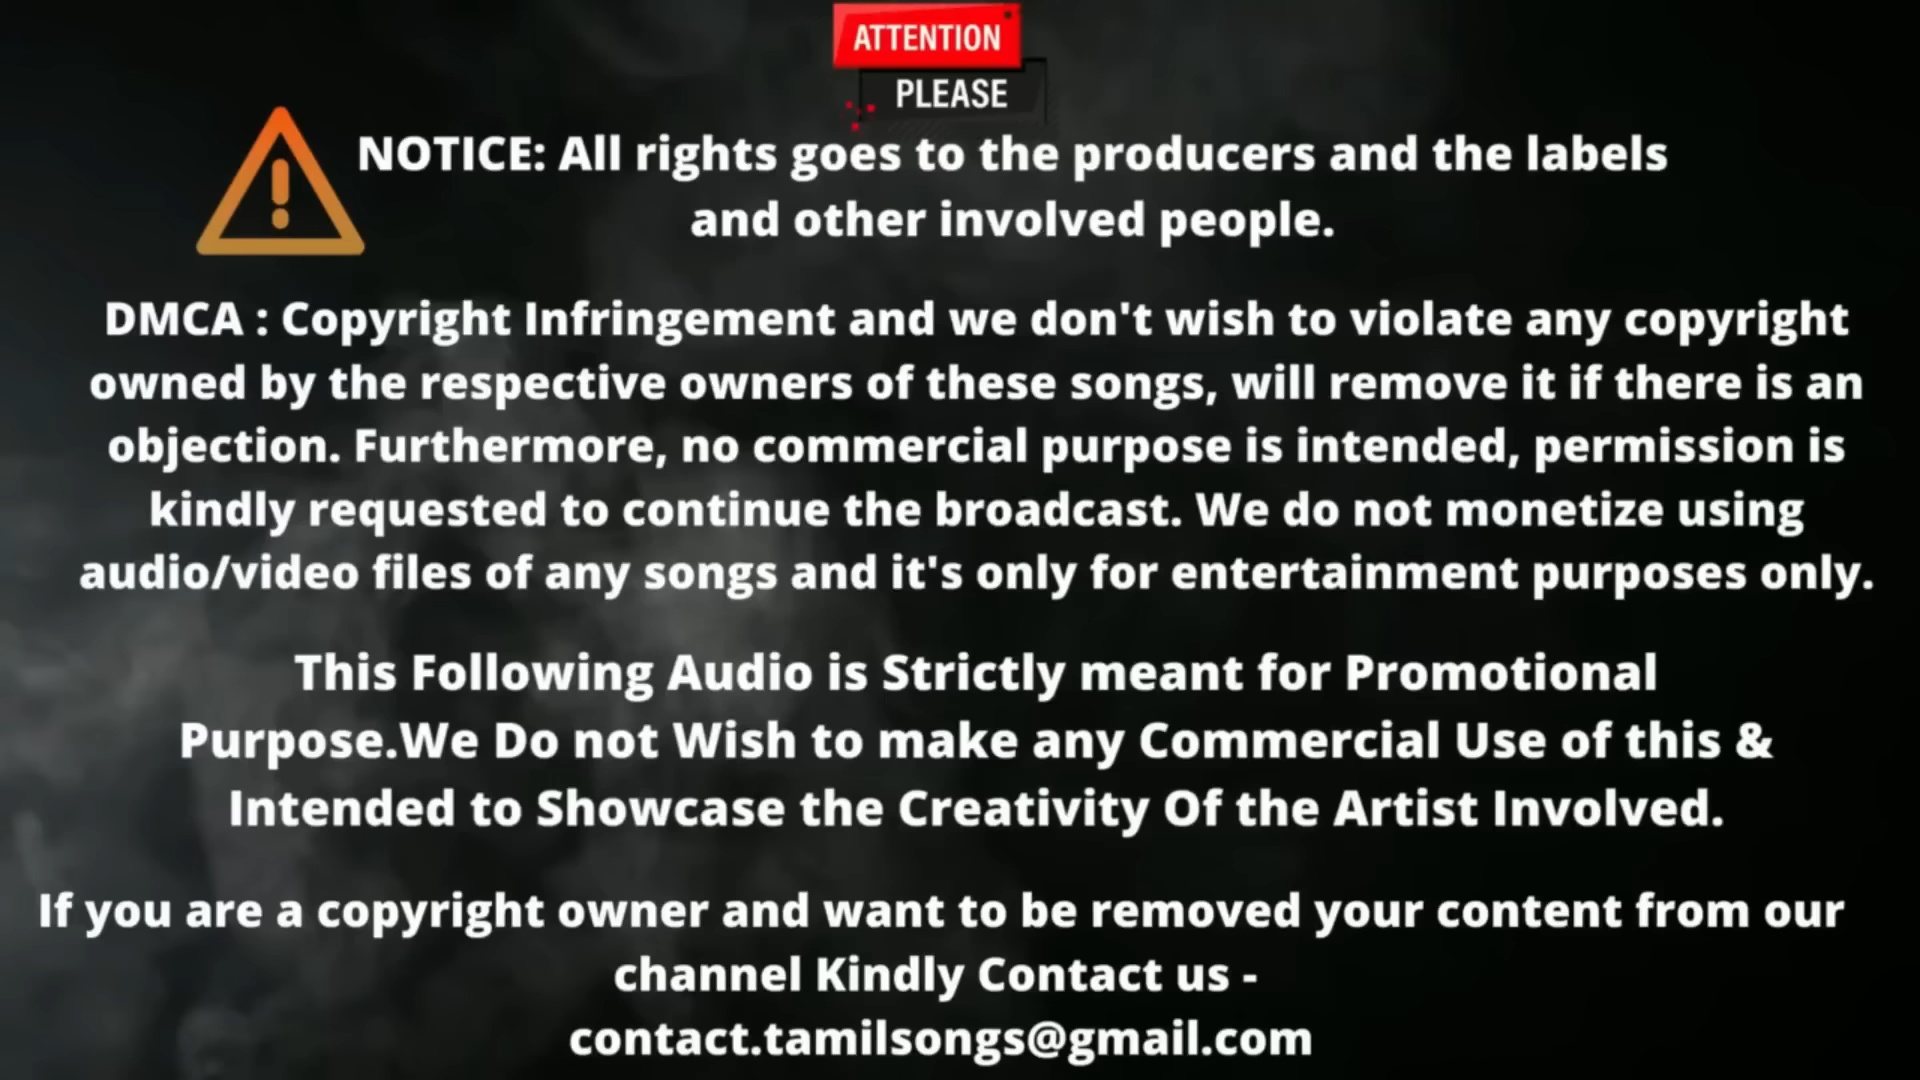 ATTENTION
PLEASE
NOTICE: All rights goes to the producers and the labels
and other involved people.
DMCA : Copyright Infringement and we don't wish to violate any copyright
owned by the respective owners of these songs, will remove it if there is an
objection. Furthermore, no commercial purpose is intended, permission is
kindly requested to continue the broadcast. We do not monetize using
audio/video files of any songs and it's only for entertainment purposes only.
This Following Audio is Strictly meant for Promotional
Purpose.We Do not Wish to make any Commercial Use of this &
Intended to Showcase the Creativity Of the Artist Involved.
If you are a copyright owner and want to be removed your content from our
channel Kindly Contact us -
contact.tamilsongs@gmail.com